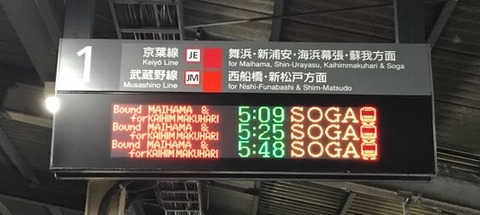 1
京葉線 JE 舞浜・新浦安・海浜幕張・蘇我方面
Keiyō Line for Maihama, Shin-Urayasu, Kaihimmakuhari & Soga
武蔵野線 JM 西船橋・新松戸方面
Musashino Line for Nishi-Funabashi & Shim-Matsudo
Bound MAIHAMA &
for KAIHIM MAKUHARI 5:09 SOGA
Bound MAIHAMA &
for KAIHIM MAKUHARI 5:25 SOGA
Bound MAIHAMA &
for KAIHIM MAKUHARI 5:48 SOGA